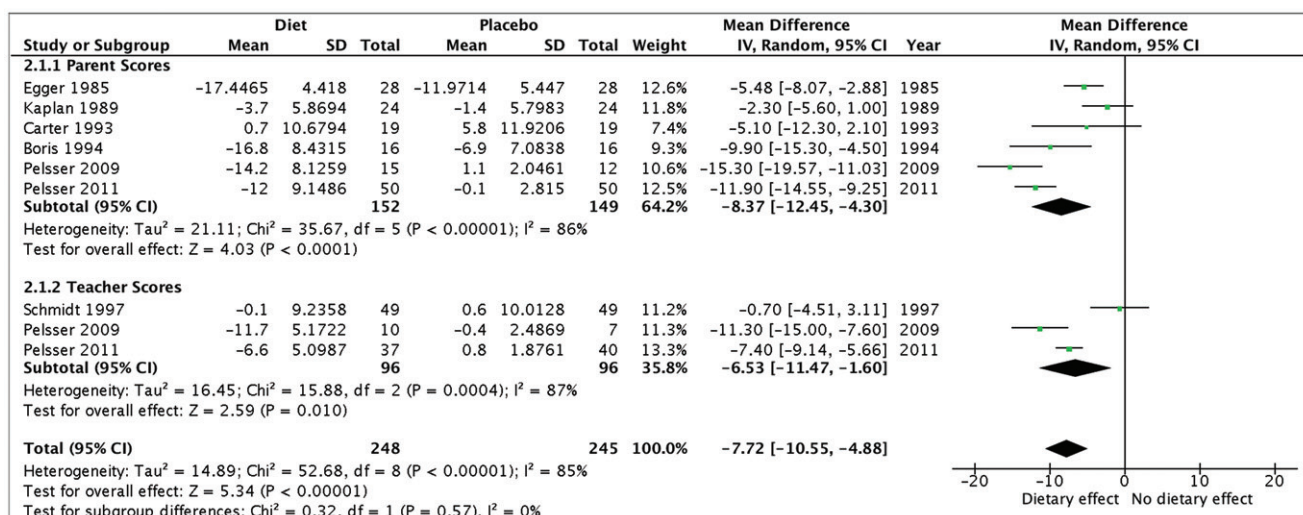 Diet Placebo Mean Difference Mean Difference
Study or Subgroup Mean SD Total Mean SD Total Weight IV, Random, 95% CI Year IV, Random, 95% CI
2.1.1 Parent Scores
Egger 1985 −17.4465 4.418 28 −11.9714 5.447 28 12.6% −5.48 [−8.07, −2.88] 1985
Kaplan 1989 −3.7 5.8694 24 −1.4 5.7983 24 11.8% −2.30 [−5.60, 1.00] 1989
Carter 1993 0.7 10.6794 19 5.8 11.9206 19 7.4% −5.10 [−12.30, 2.10] 1993
Boris 1994 −16.8 8.4315 16 −6.9 7.0838 16 9.3% −9.90 [−15.30, −4.50] 1994
Pelsser 2009 −14.2 8.1259 15 1.1 2.0461 12 10.6% −15.30 [−19.57, −11.03] 2009
Pelsser 2011 −12 9.1486 50 −0.1 2.815 50 12.5% −11.90 [−14.55, −9.25] 2011
Subtotal (95% CI) 152 149 64.2% −8.37 [−12.45, −4.30]
Heterogeneity: Tau² = 21.11; Chi² = 35.67, df = 5 (P < 0.00001); I² = 86%
Test for overall effect: Z = 4.03 (P < 0.0001)
2.1.2 Teacher Scores
Schmidt 1997 −0.1 9.2358 49 0.6 10.0128 49 11.2% −0.70 [−4.51, 3.11] 1997
Pelsser 2009 −11.7 5.1722 10 −0.4 2.4869 7 11.3% −11.30 [−15.00, −7.60] 2009
Pelsser 2011 −6.6 5.0987 37 0.8 1.8761 40 13.3% −7.40 [−9.14, −5.66] 2011
Subtotal (95% CI) 96 96 35.8% −6.53 [−11.47, −1.60]
Heterogeneity: Tau² = 16.45; Chi² = 15.88, df = 2 (P = 0.0004); I² = 87%
Test for overall effect: Z = 2.59 (P = 0.010)
Total (95% CI) 248 245 100.0% −7.72 [−10.55, −4.88]
Heterogeneity: Tau² = 14.89; Chi² = 52.68, df = 8 (P < 0.00001); I² = 85%
Test for overall effect: Z = 5.34 (P < 0.00001)
Test for subgroup differences: Chi² = 0.32, df = 1 (P = 0.57), I² = 0%
−20 −10 0 10 20
Dietary effect No dietary effect